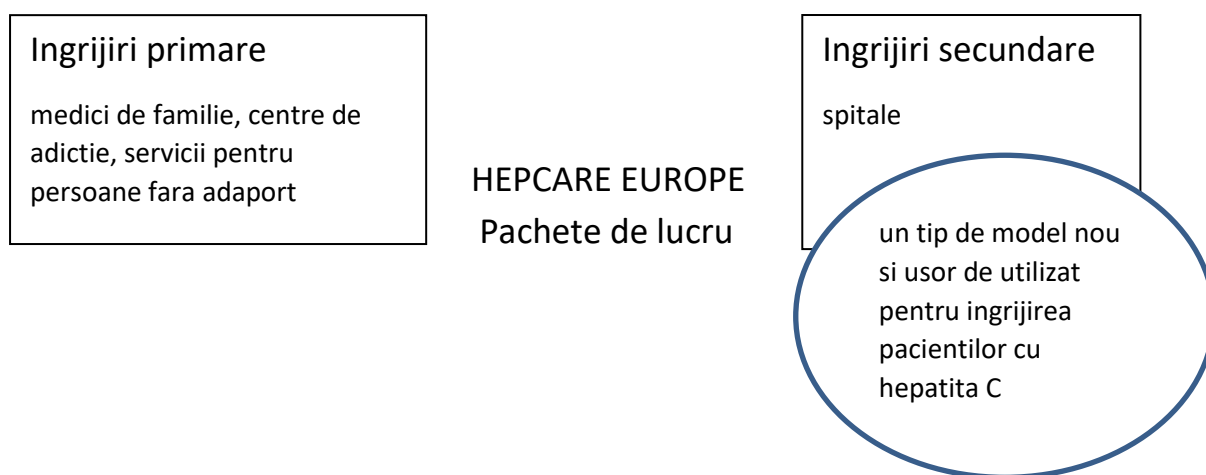 Ingrijiri primare
medici de familie, centre de
adictie, servicii pentru
persoane fara adaport
HEPCARE EUROPE
Pachete de lucru
Ingrijiri secundare
spitale
un tip de model nou
si usor de utilizat
pentru ingrijirea
pacientilor cu
hepatita C